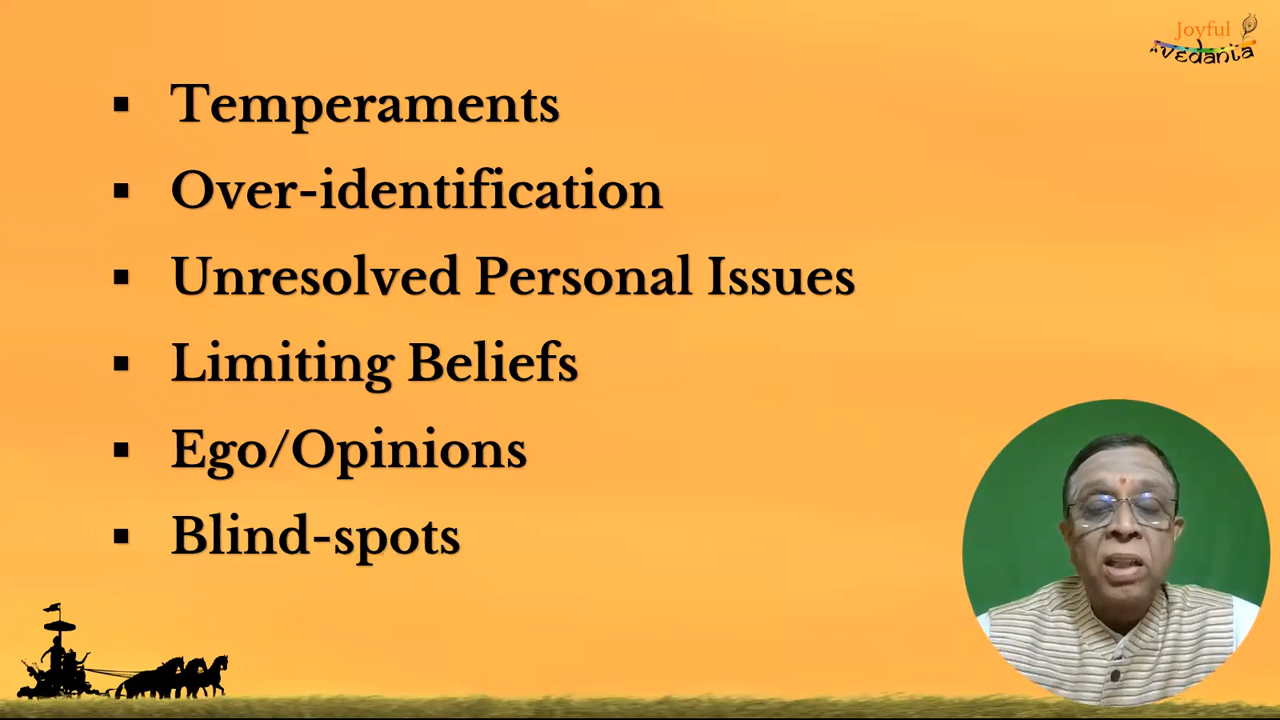 Joyful
Vedanta
Temperaments
Over-identification
Unresolved Personal Issues
Limiting Beliefs
Ego/Opinions
Blind-spots